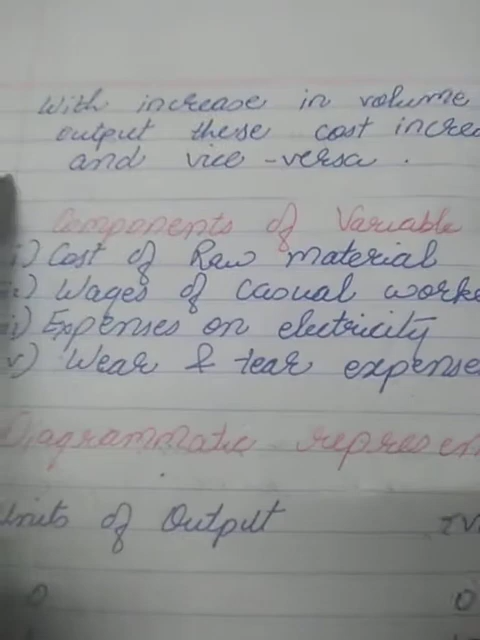 With increase in volume
output these cost increa
and vice-versa.
Components of Variable
i) Cost of Raw material
ii) Wages of casual worke
iii) Expenses on electricity
v) Wear & tear expense
Diagrammatic represen
Units of Output TV
0 0